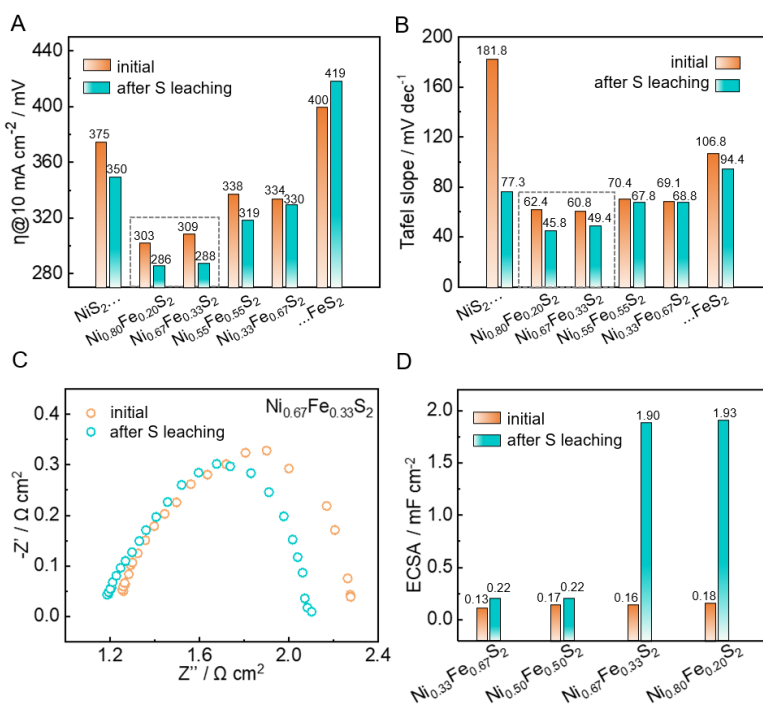 A
η@10 mA cm⁻² / mV
440
400
360
320
280
initial
after S leaching
375
350
303
286
309
288
338
319
334
330
400
419
NiS₂···
Ni₀.₈₀Fe₀.₂₀S₂
Ni₀.₆₇Fe₀.₃₃S₂
Ni₀.₅₅Fe₀.₅₅S₂
Ni₀.₃₃Fe₀.₆₇S₂
...FeS₂
B
Tafel slope / mV dec⁻¹
200
160
120
80
40
0
initial
after S leaching
181.8
77.3
62.4
45.8
60.8
49.4
70.4
67.8
69.1
68.8
106.8
94.4
NiS₂...
Ni₀.₈₀Fe₀.₂₀S₂
Ni₀.₆₇Fe₀.₃₃S₂
Ni₀.₅₅Fe₀.₅₅S₂
Ni₀.₃₃Fe₀.₆₇S₂
...FeS₂
C
-Z' / Ω cm²
0.4
0.3
0.2
0.1
0.0
initial
after S leaching
Ni₀.₆₇Fe₀.₃₃S₂
1.2
1.6
2.0
2.4
Z'' / Ω cm²
D
ECSA / mF cm⁻²
2.0
1.5
1.0
0.5
0.0
initial
after S leaching
0.13
0.22
0.17
0.22
0.16
1.90
0.18
1.93
Ni₀.₃₃Fe₀.₆₇S₂
Ni₀.₅₀Fe₀.₅₀S₂
Ni₀.₆₇Fe₀.₃₃S₂
Ni₀.₈₀Fe₀.₂₀S₂